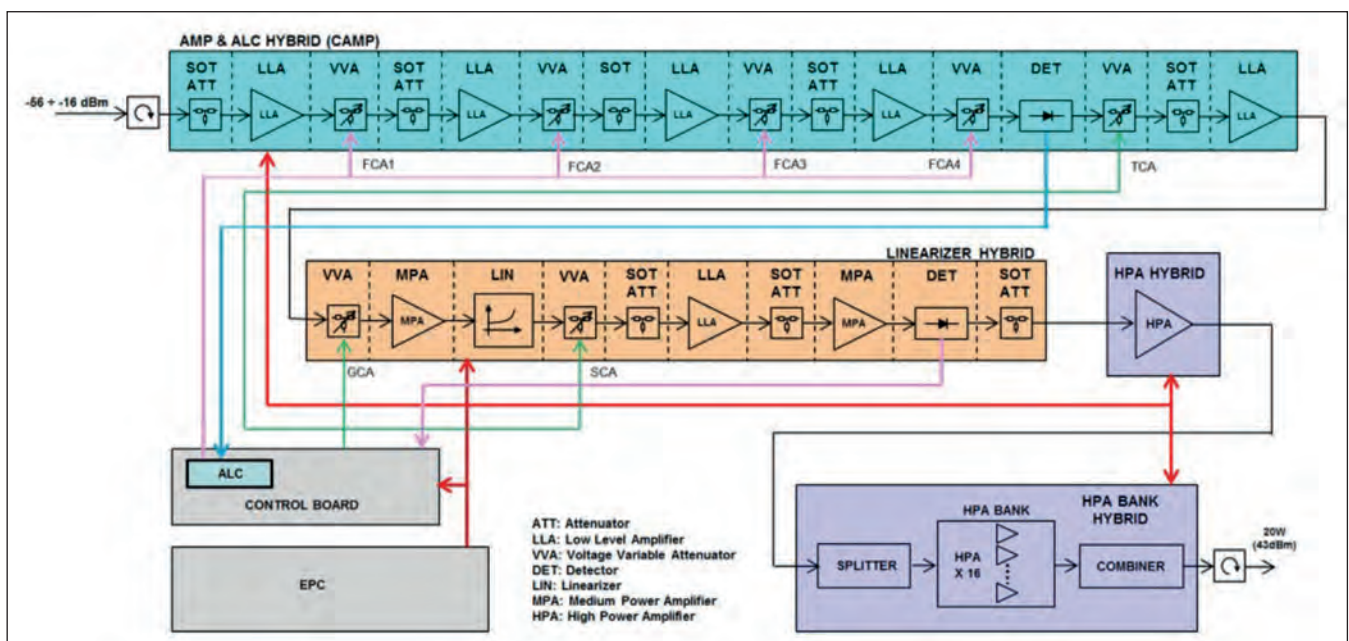 AMP & ALC HYBRID (CAMP)
SOT ATT
LLA
VVA
SOT ATT
LLA
VVA
SOT
LLA
VVA
SOT ATT
LLA
VVA
DET
VVA
SOT ATT
LLA
-56 ÷ -16 dBm
LLA
LLA
LLA
LLA
LLA
FCA1
FCA2
FCA3
FCA4
TCA
LINEARIZER HYBRID
VVA
MPA
LIN
VVA
SOT ATT
LLA
SOT ATT
MPA
DET
SOT ATT
MPA
LLA
MPA
GCA
SCA
HPA HYBRID
HPA
ALC
CONTROL BOARD
EPC
ATT: Attenuator
LLA: Low Level Amplifier
VVA: Voltage Variable Attenuator
DET: Detector
LIN: Linearizer
MPA: Medium Power Amplifier
HPA: High Power Amplifier
HPA BANK HYBRID
HPA BANK
SPLITTER
HPA X 16
COMBINER
20W
(43dBm)